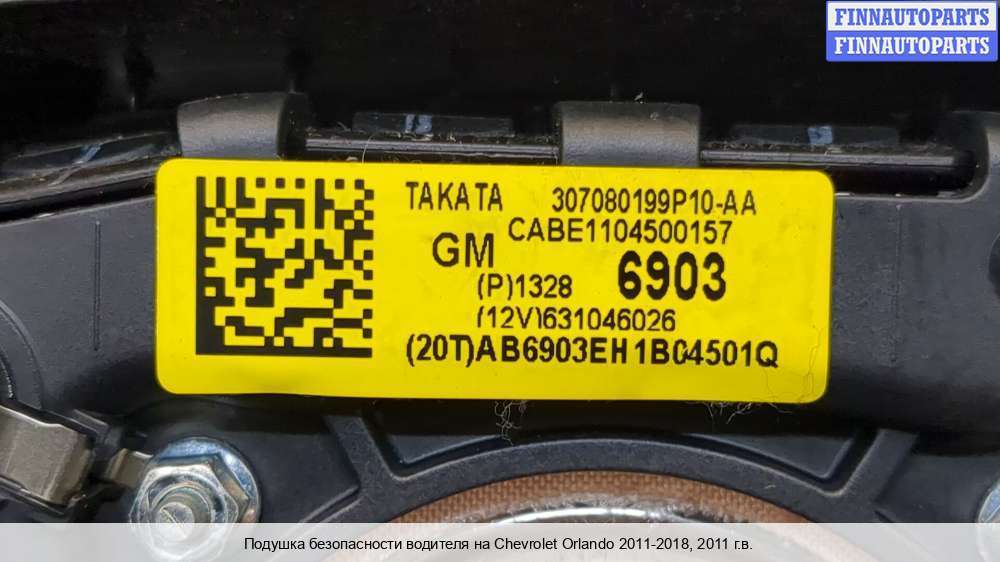 FINNAUTOPARTS
FINNAUTOPARTS
TAKATA 307080199P10-AA
CABE1104500157
GM
(P)1328 6903
(12V)631046026
(20T)AB6903EH1B04501Q
Подушка безопасности водителя на Chevrolet Orlando 2011-2018, 2011 г.в.